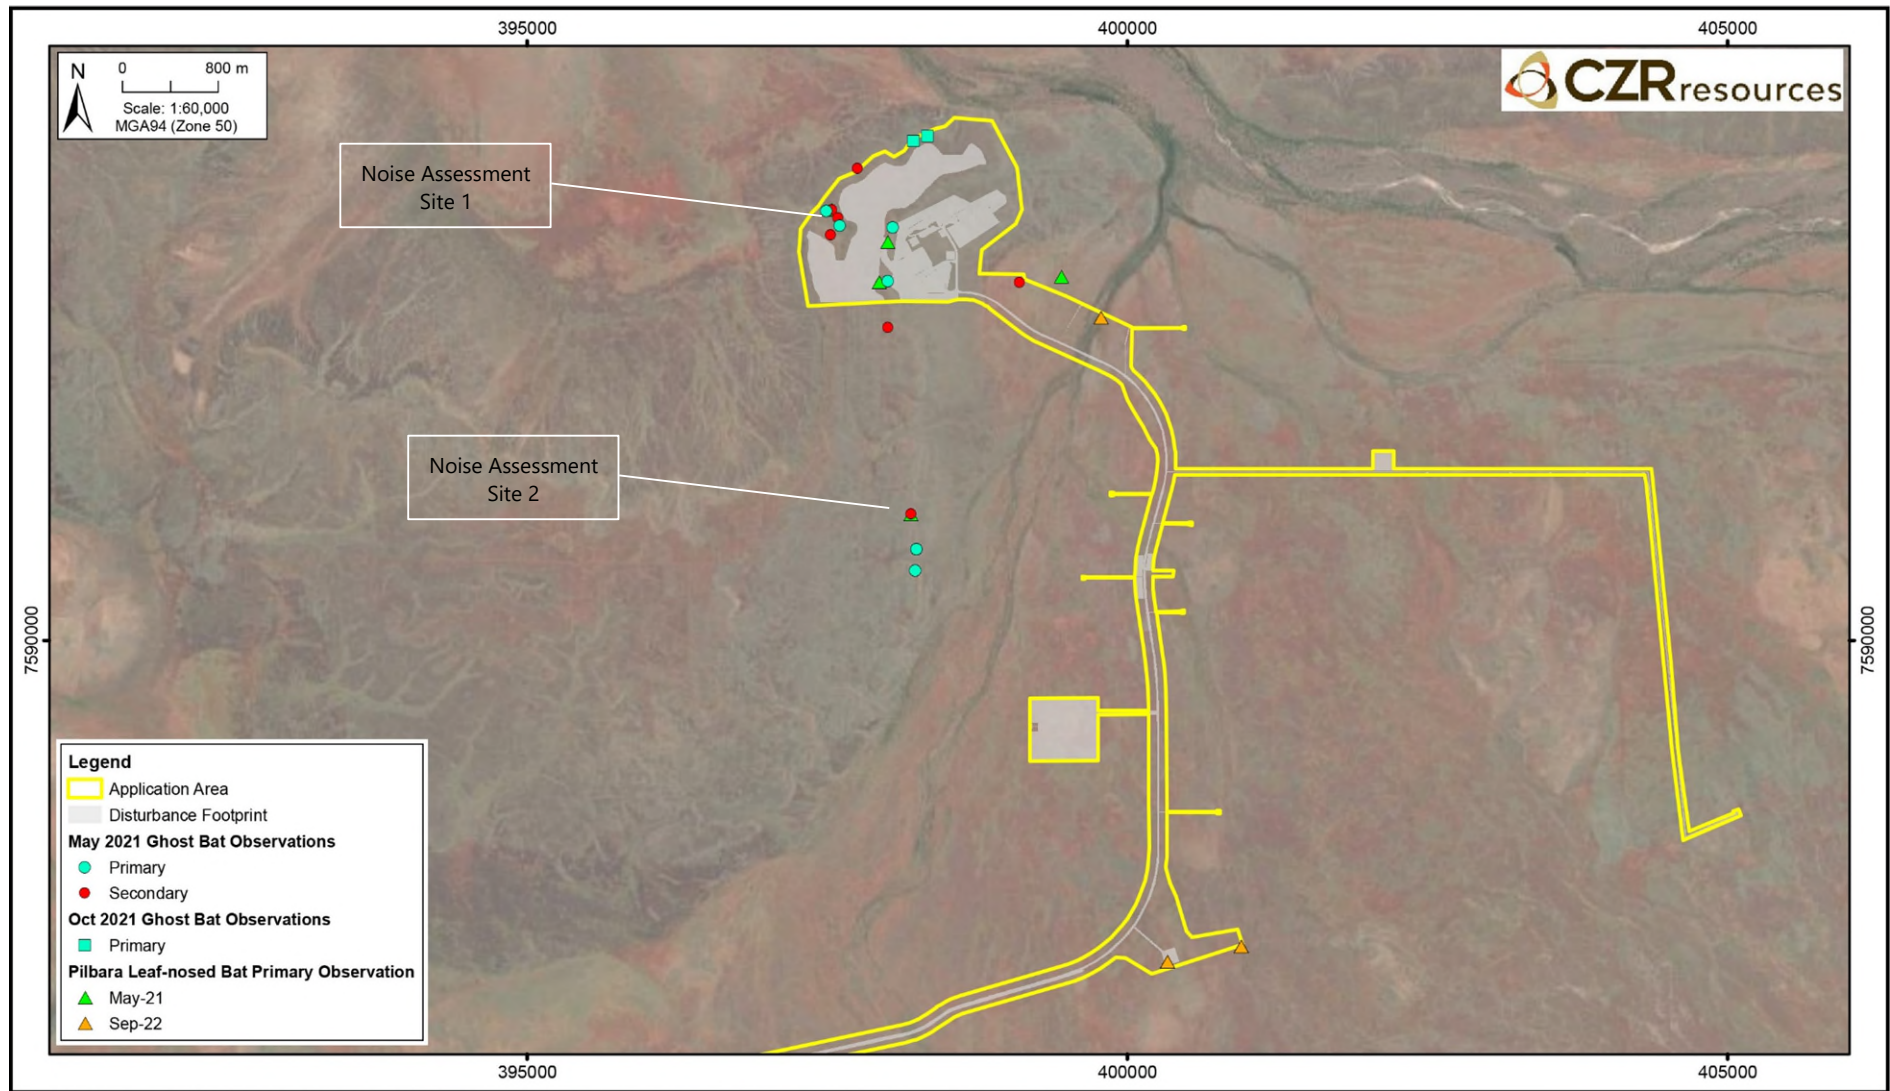 395000
400000
405000
N
0 800 m
Scale: 1:60,000
MGA94 (Zone 50)
CZR resources
Noise Assessment
Site 1
Noise Assessment
Site 2
7590000
7590000
Legend
Application Area
Disturbance Footprint
May 2021 Ghost Bat Observations
Primary
Secondary
Oct 2021 Ghost Bat Observations
Primary
Pilbara Leaf-nosed Bat Primary Observation
May-21
Sep-22
395000
400000
405000